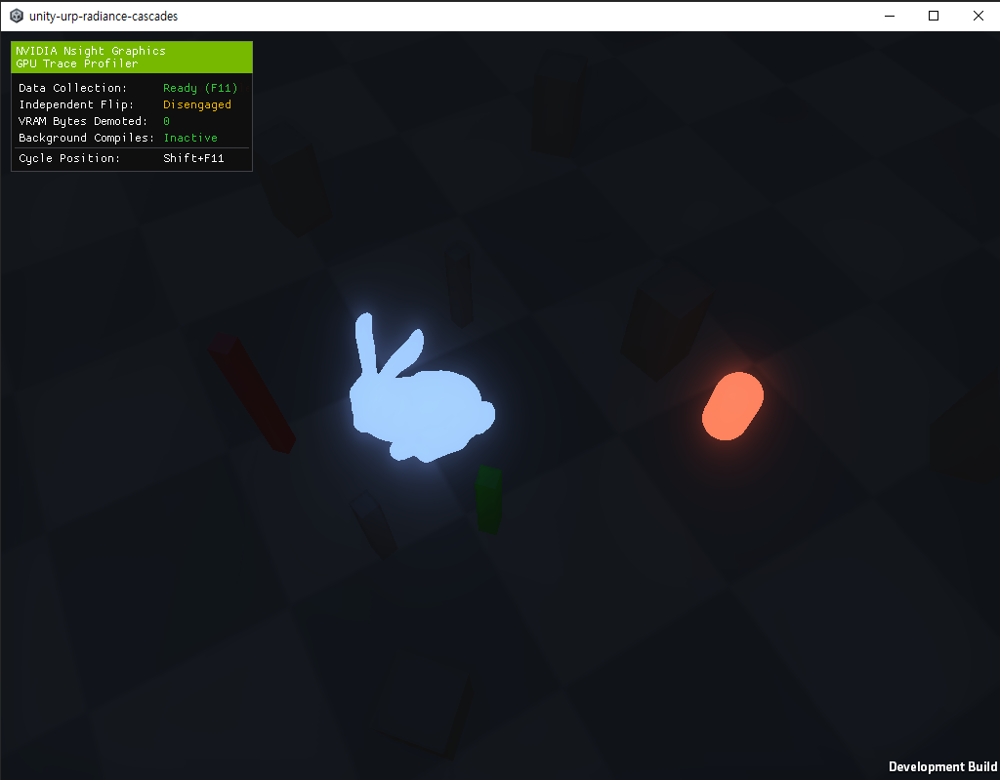 unity-urp-radiance-cascades
NVIDIA Nsight Graphics
GPU Trace Profiler
Data Collection: Ready (F11)
Independent Flip: Disengaged
VRAM Bytes Demoted: 0
Background Compiles: Inactive
Cycle Position: Shift+F11
Development Build